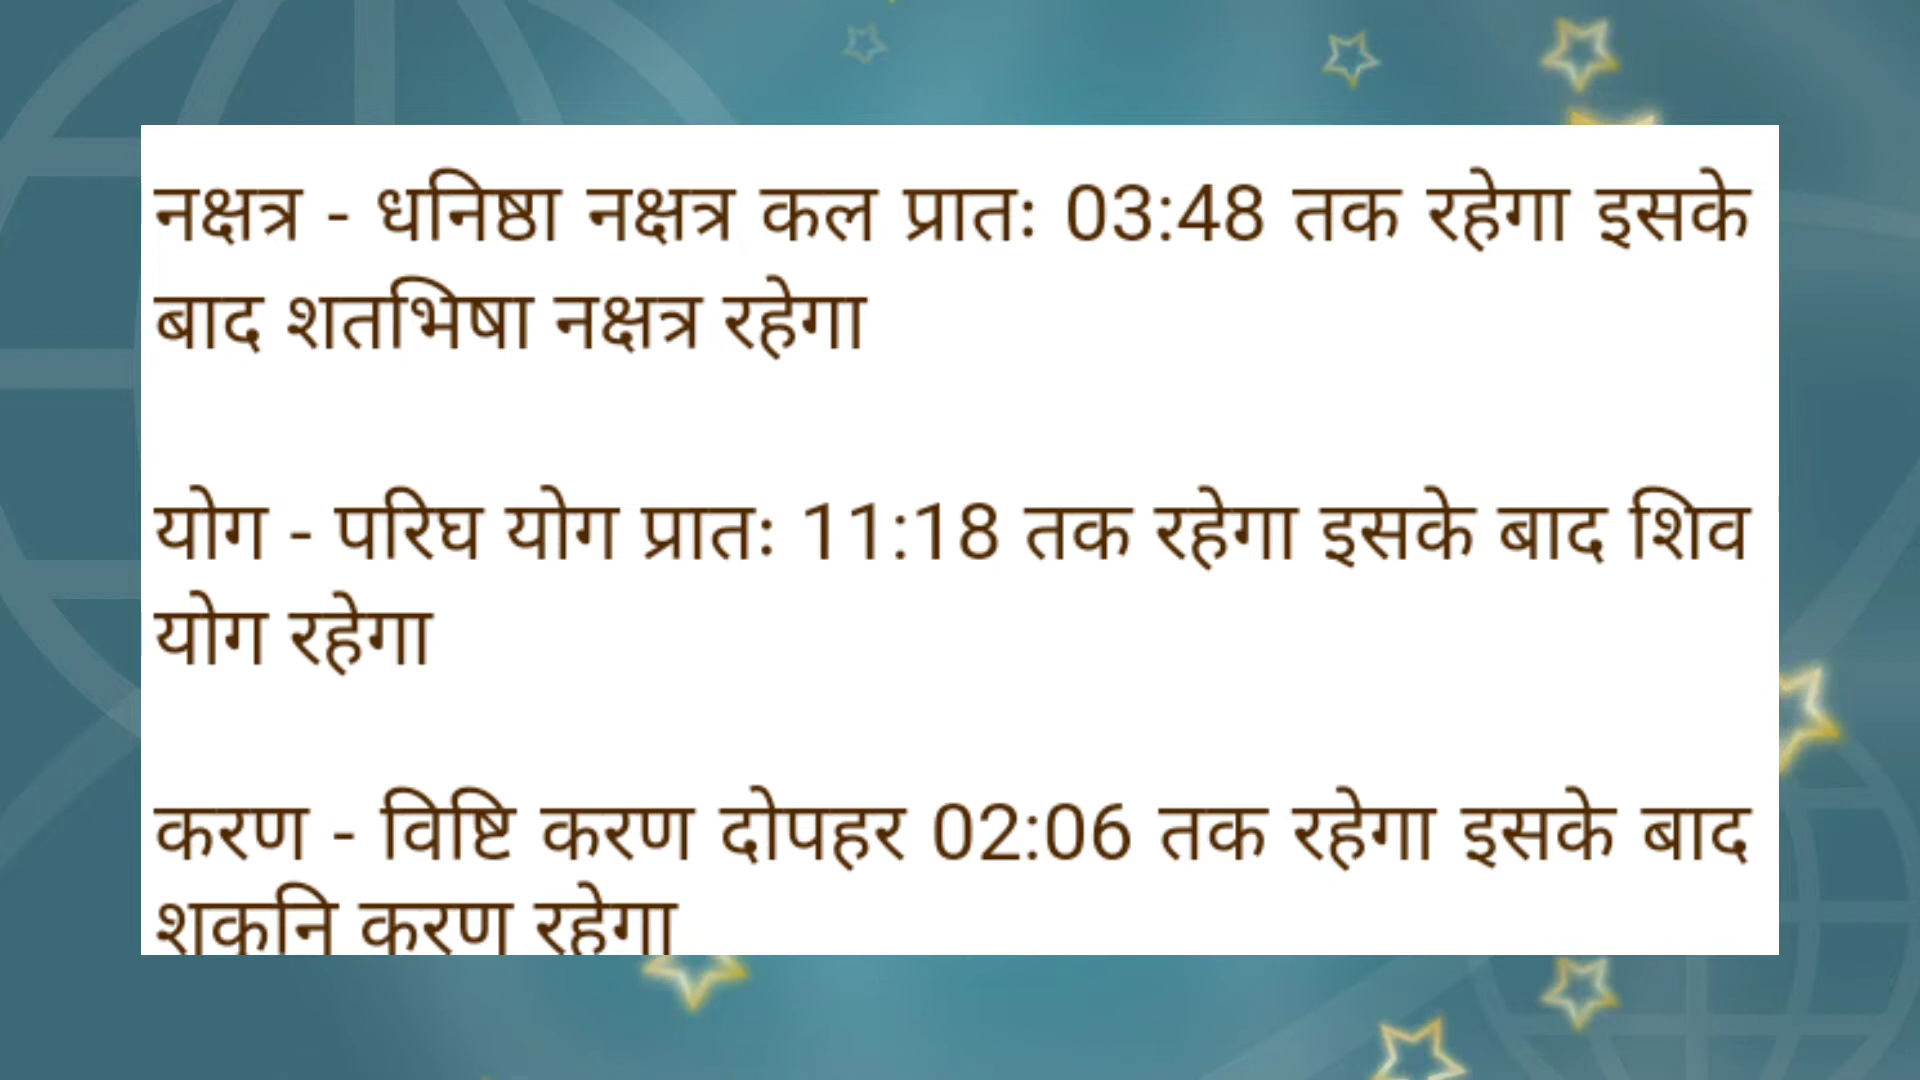 नक्षत्र - धनिष्ठा नक्षत्र कल प्रातः 03:48 तक रहेगा इसके
बाद शतभिषा नक्षत्र रहेगा
योग - परिघ योग प्रातः 11:18 तक रहेगा इसके बाद शिव
योग रहेगा
करण - विष्टि करण दोपहर 02:06 तक रहेगा इसके बाद
शकुनि करण रहेगा